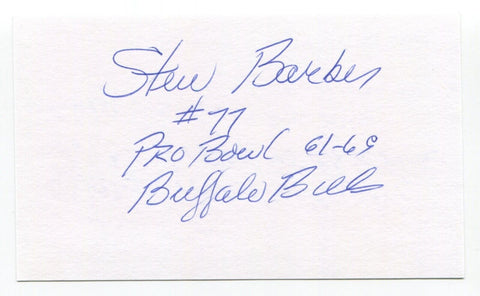 Stew Barber
#77
Pro Bowl 61-69
Buffalo Bills